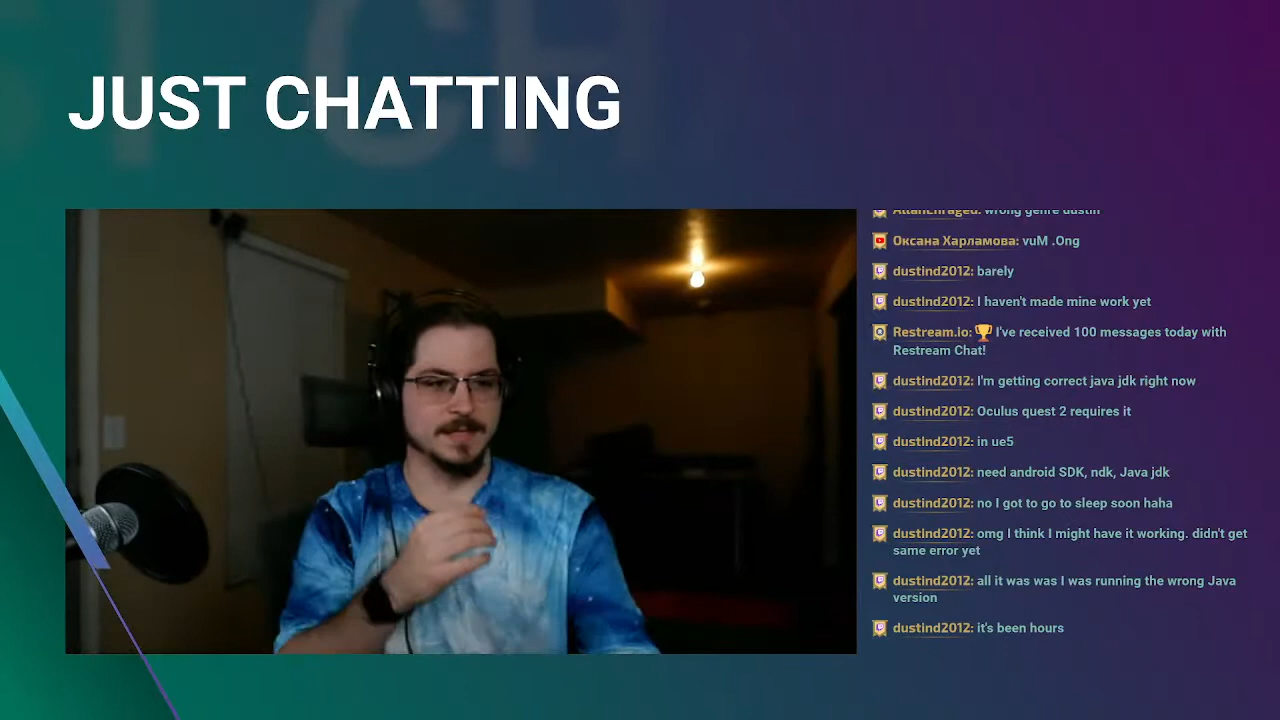 JUST CHATTING
AllanEnraged: wrong genre dustin
Оксана Харламова: vuM .Ong
dustind2012: barely
dustind2012: I haven't made mine work yet
Restream.io: 🏆 I've received 100 messages today with
Restream Chat!
dustind2012: I'm getting correct java jdk right now
dustind2012: Oculus quest 2 requires it
dustind2012: in ue5
dustind2012: need android SDK, ndk, Java jdk
dustind2012: no I got to go to sleep soon haha
dustind2012: omg I think I might have it working. didn't get
same error yet
dustind2012: all it was was I was running the wrong Java
version
dustind2012: it's been hours